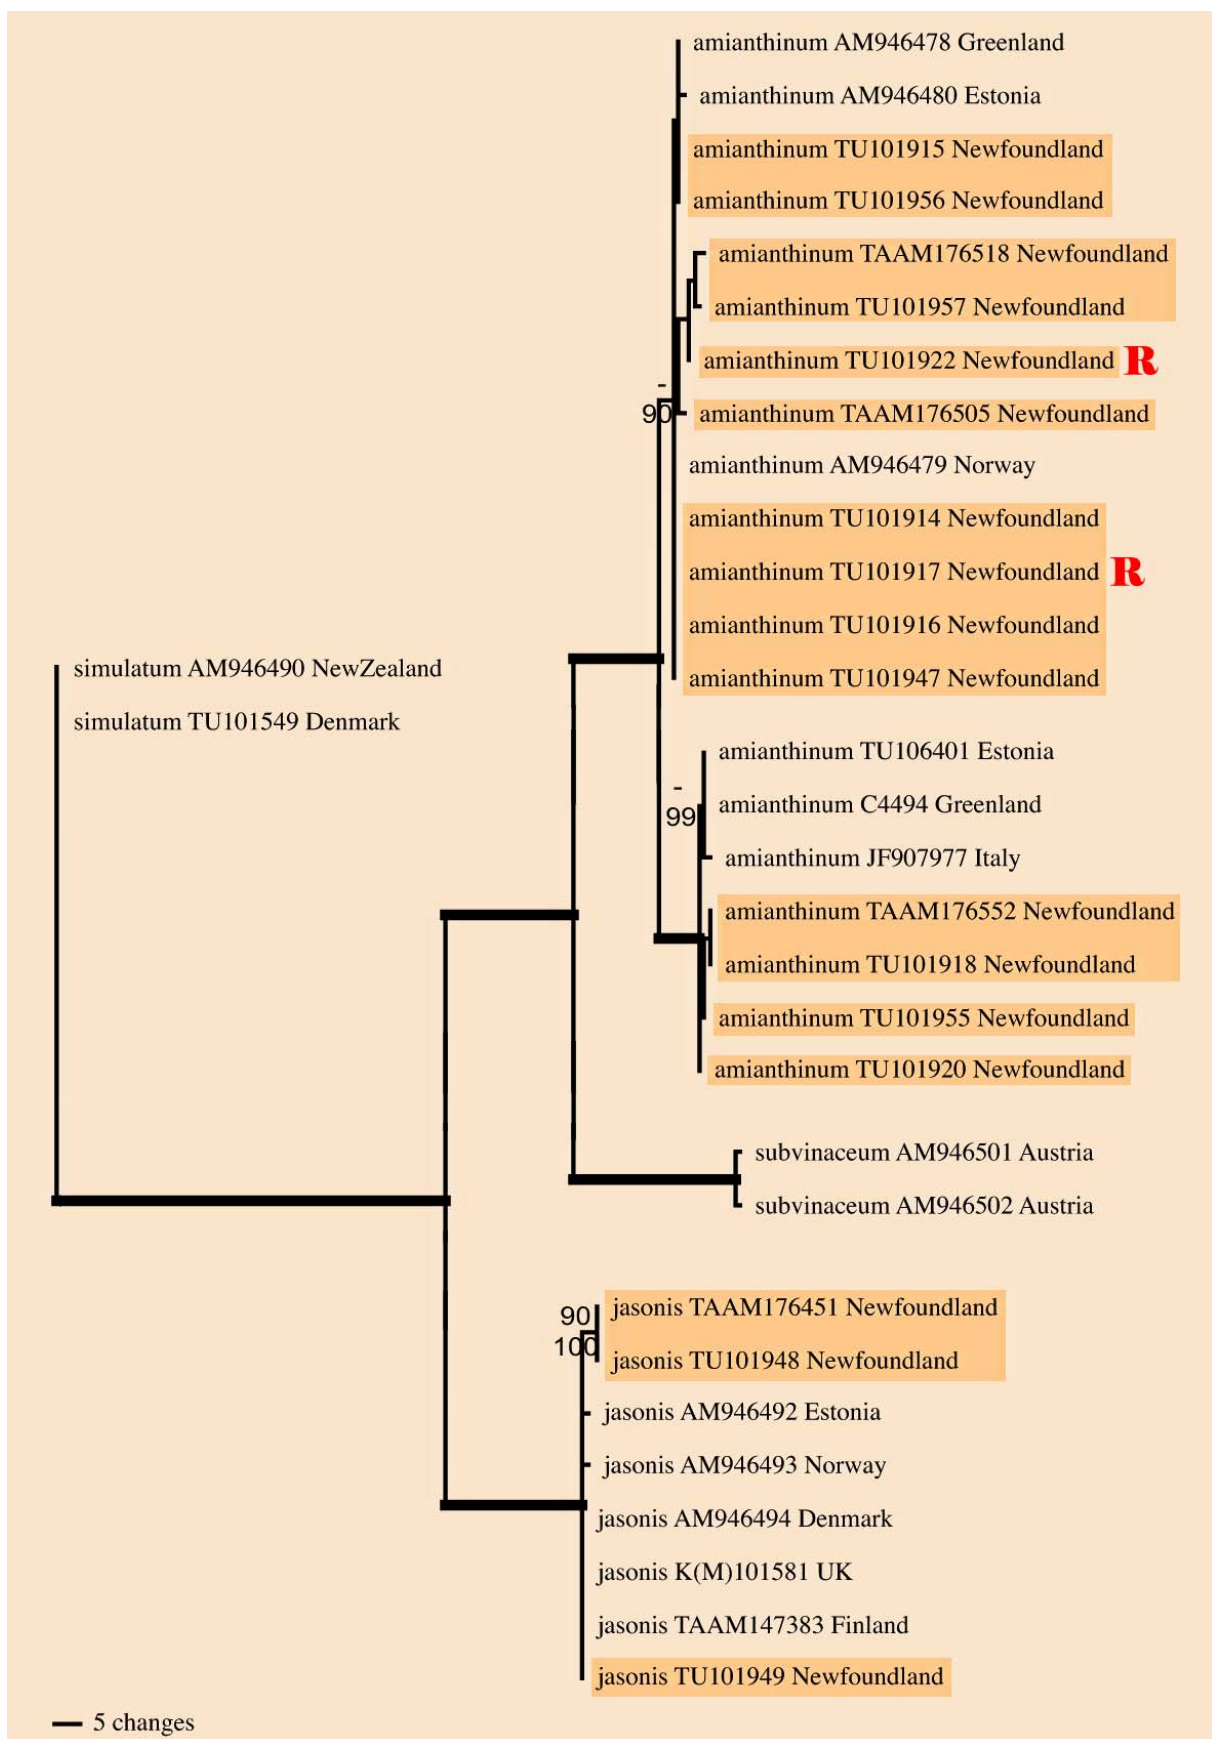 amianthinum AM946478 Greenland
amianthinum AM946480 Estonia
amianthinum TU101915 Newfoundland
amianthinum TU101956 Newfoundland
amianthinum TAAM176518 Newfoundland
amianthinum TU101957 Newfoundland
amianthinum TU101922 Newfoundland R
-
90
amianthinum TAAM176505 Newfoundland
amianthinum AM946479 Norway
amianthinum TU101914 Newfoundland
amianthinum TU101917 Newfoundland R
amianthinum TU101916 Newfoundland
amianthinum TU101947 Newfoundland
simulatum AM946490 NewZealand
simulatum TU101549 Denmark
amianthinum TU106401 Estonia
-
99
amianthinum C4494 Greenland
amianthinum JF907977 Italy
amianthinum TAAM176552 Newfoundland
amianthinum TU101918 Newfoundland
amianthinum TU101955 Newfoundland
amianthinum TU101920 Newfoundland
subvinaceum AM946501 Austria
subvinaceum AM946502 Austria
90
100
jasonis TAAM176451 Newfoundland
jasonis TU101948 Newfoundland
jasonis AM946492 Estonia
jasonis AM946493 Norway
jasonis AM946494 Denmark
jasonis K(M)101581 UK
jasonis TAAM147383 Finland
jasonis TU101949 Newfoundland
5 changes